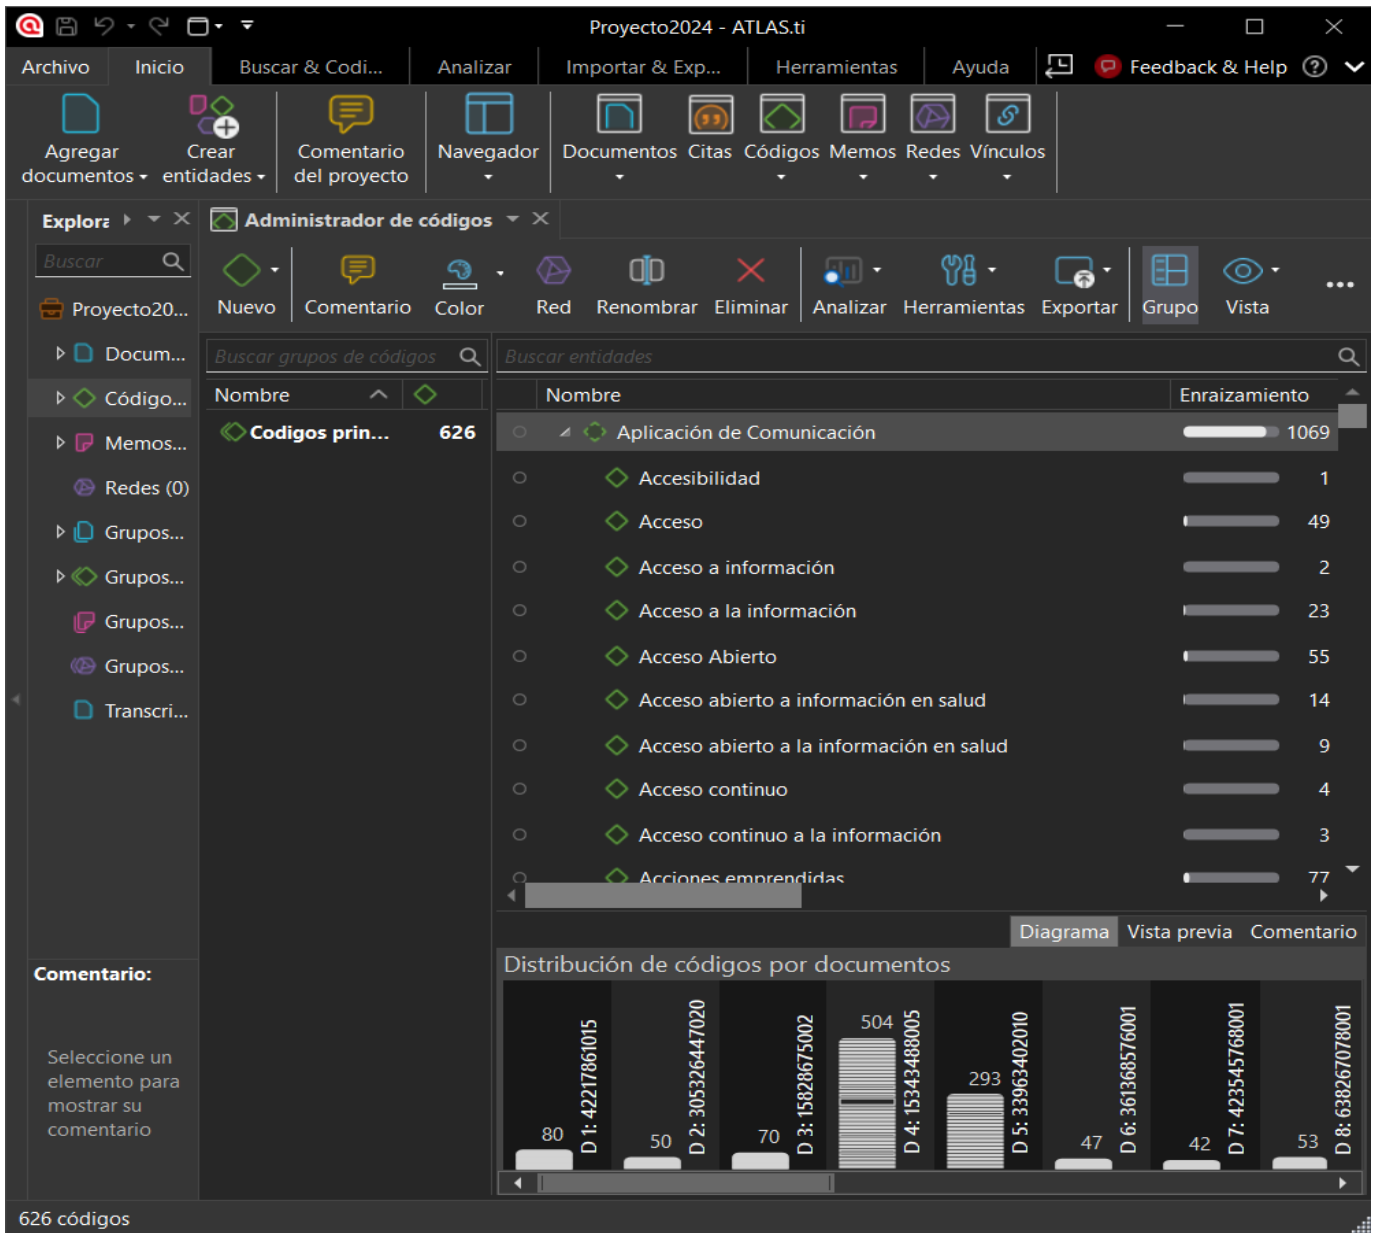 Proyecto2024 - ATLAS.ti
Archivo Inicio Buscar & Codi... Analizar Importar & Exp... Herramientas Ayuda Feedback & Help
Agregar documentos Crear entidades Comentario del proyecto Navegador Documentos Citas Códigos Memos Redes Vínculos
Explora Administrador de códigos
Buscar
Nuevo Comentario Color Red Renombrar Eliminar Analizar Herramientas Exportar Grupo Vista
Proyecto20...
Docum...
Código...
Memos...
Redes (0)
Grupos...
Grupos...
Grupos...
Grupos...
Transcri...
Buscar grupos de códigos
Nombre
Codigos prin... 626
Buscar entidades
Nombre Enraizamiento
Aplicación de Comunicación 1069
Accesibilidad 1
Acceso 49
Acceso a información 2
Acceso a la información 23
Acceso Abierto 55
Acceso abierto a información en salud 14
Acceso abierto a la información en salud 9
Acceso continuo 4
Acceso continuo a la información 3
Acciones emprendidas 77
Diagrama Vista previa Comentario
Distribución de códigos por documentos
80 D 1: 42217861015
50 D 2: 305326447020
70 D 3: 15828675002
504 D 4: 15343488005
293 D 5: 33963402010
47 D 6: 361368576001
42 D 7: 423545768001
53 D 8: 638267078001
Comentario:
Seleccione un
elemento para
mostrar su
comentario
626 códigos